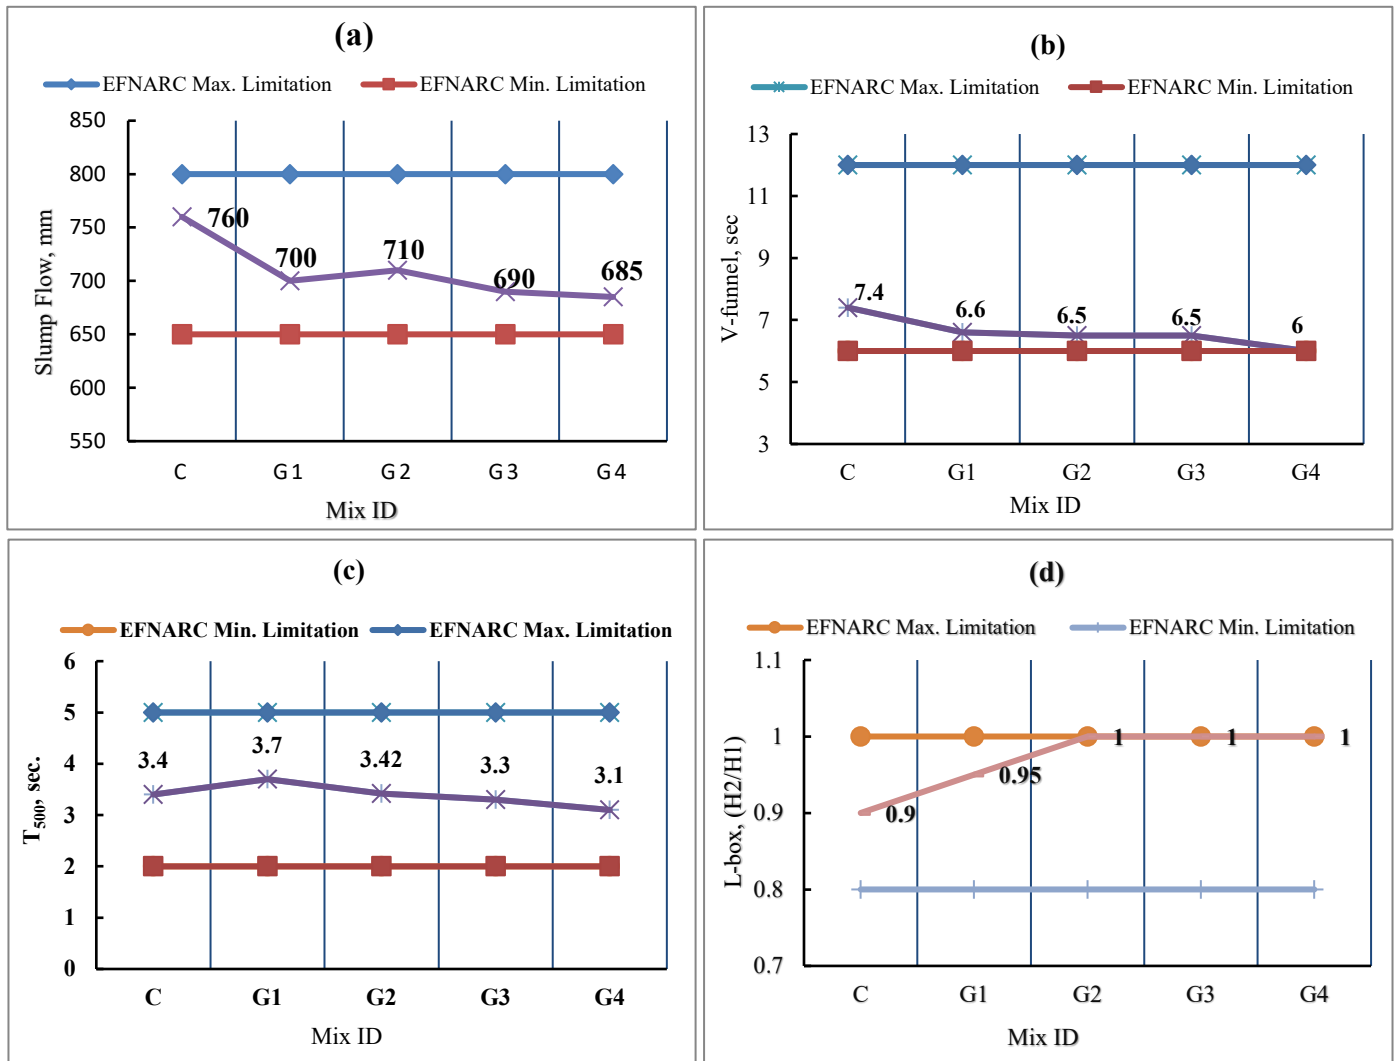 (a)
EFNARC Max. Limitation EFNARC Min. Limitation
850
800
750
700
650
600
550
Slump Flow, mm
760
700
710
690
685
C G1 G2 G3 G4
Mix ID
(b)
EFNARC Max. Limitation EFNARC Min. Limitation
13
11
9
7
5
3
V-funnel, sec
7.4
6.6
6.5
6.5
6
C G1 G2 G3 G4
Mix ID
(c)
EFNARC Min. Limitation EFNARC Max. Limitation
6
5
4
3
2
1
0
T500, sec.
3.4
3.7
3.42
3.3
3.1
C G1 G2 G3 G4
Mix ID
(d)
EFNARC Max. Limitation EFNARC Min. Limitation
1.1
1
0.9
0.8
0.7
L-box, (H2/H1)
0.9
0.95
1
1
1
C G1 G2 G3 G4
Mix ID